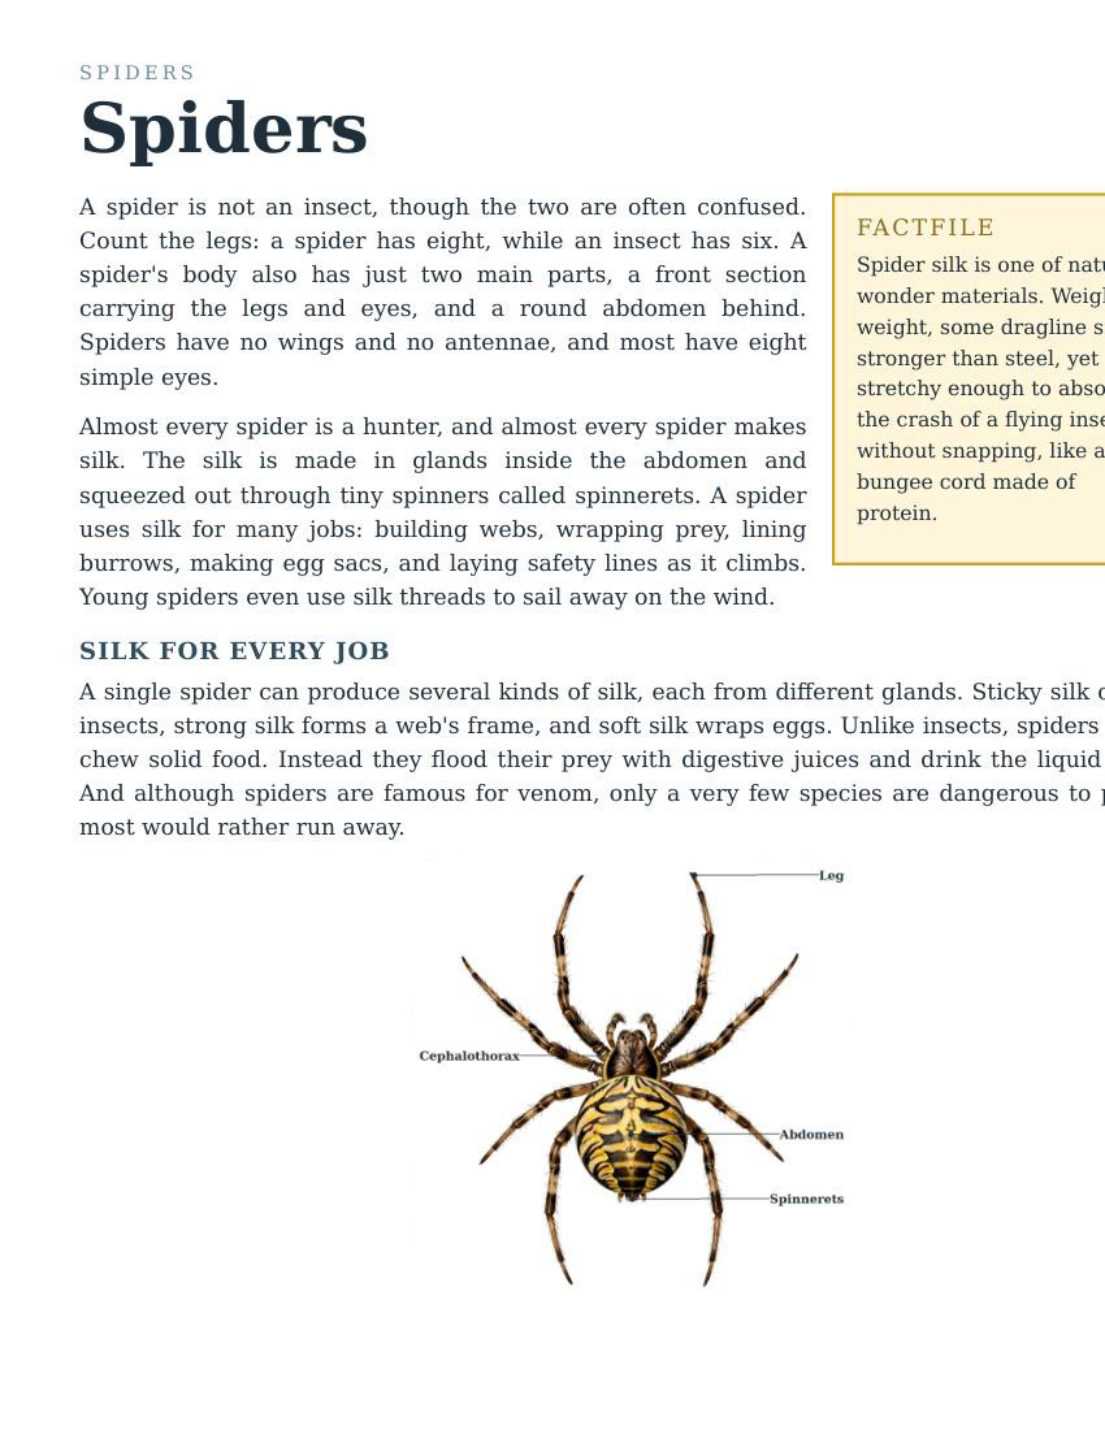 SPIDERS
Spiders
A spider is not an insect, though the two are often confused.
Count the legs: a spider has eight, while an insect has six. A
spider's body also has just two main parts, a front section
carrying the legs and eyes, and a round abdomen behind.
Spiders have no wings and no antennae, and most have eight
simple eyes.
Almost every spider is a hunter, and almost every spider makes
silk. The silk is made in glands inside the abdomen and
squeezed out through tiny spinners called spinnerets. A spider
uses silk for many jobs: building webs, wrapping prey, lining
burrows, making egg sacs, and laying safety lines as it climbs.
Young spiders even use silk threads to sail away on the wind.
FACTFILE
Spider silk is one of
wonder materials.
weight, some dragline
stronger than steel, yet
stretchy enough to
the crash of a flying
without snapping, like a
bungee cord made of
protein.
SILK FOR EVERY JOB
A single spider can produce several kinds of silk, each from different glands. Sticky silk
insects, strong silk forms a web's frame, and soft silk wraps eggs. Unlike insects, spiders
chew solid food. Instead they flood their prey with digestive juices and drink the liquid
And although spiders are famous for venom, only a very few species are dangerous to
most would rather run away.
Leg
Cephalothorax
Abdomen
Spinnerets